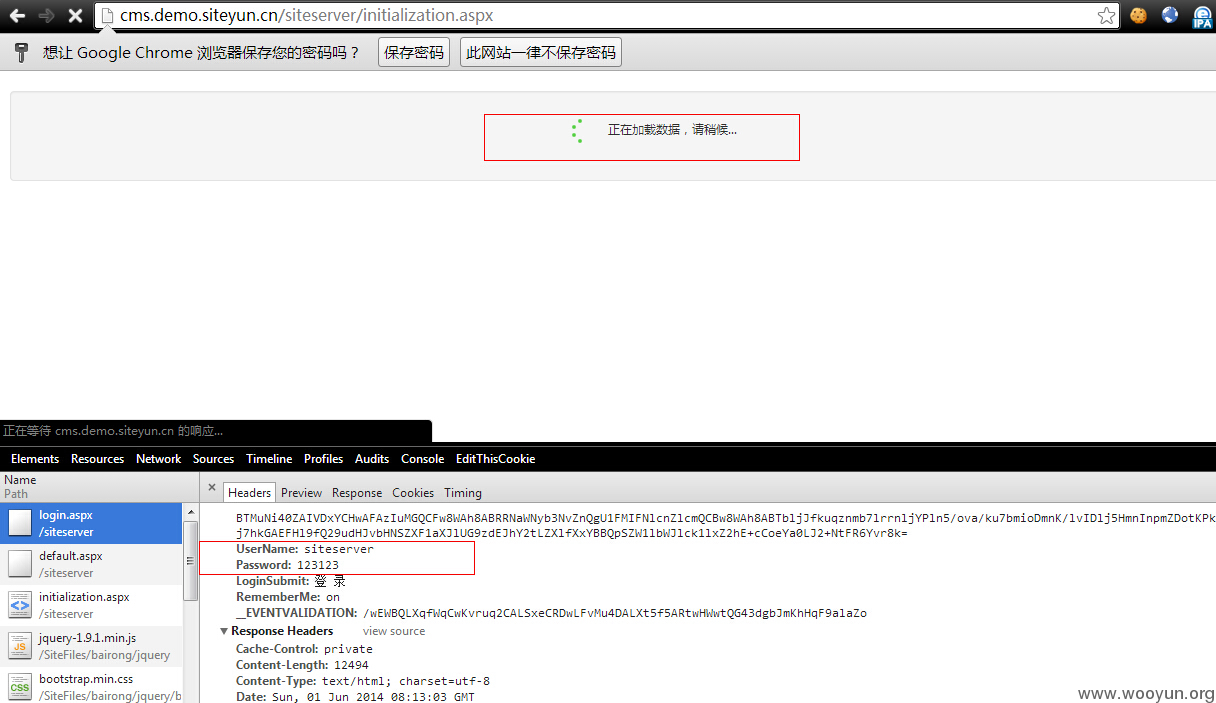 cms.demo.siteyun.cn/siteserver/initialization.aspx
IPA
想让 Google Chrome 浏览器保存您的密码吗？ 保存密码 此网站一律不保存密码
正在加载数据，请稍候...
正在等待 cms.demo.siteyun.cn 的响应...
Elements Resources Network Sources Timeline Profiles Audits Console EditThisCookie
Name
Path
× Headers Preview Response Cookies Timing
login.aspx
/siteserver
default.aspx
/siteserver
initialization.aspx
/siteserver
JS
jquery-1.9.1.min.js
/SiteFiles/bairong/jquery
CSS
bootstrap.min.css
/SiteFiles/bairong/jquery/b
UserName: siteserver
Password: 123123
LoginSubmit: 登 录
RememberMe: on
__EVENTVALIDATION: /wEWBQLXqfWqCwKvruq2CALSxeCRDwLFvMu4DALXt5f5ARtwHWwtQG43dgbJmKhHqF9alaZo
Response Headers view source
Cache-Control: private
Content-Length: 12494
Content-Type: text/html; charset=utf-8
Date: Sun, 01 Jun 2014 08:13:03 GMT
www.wooyun.org